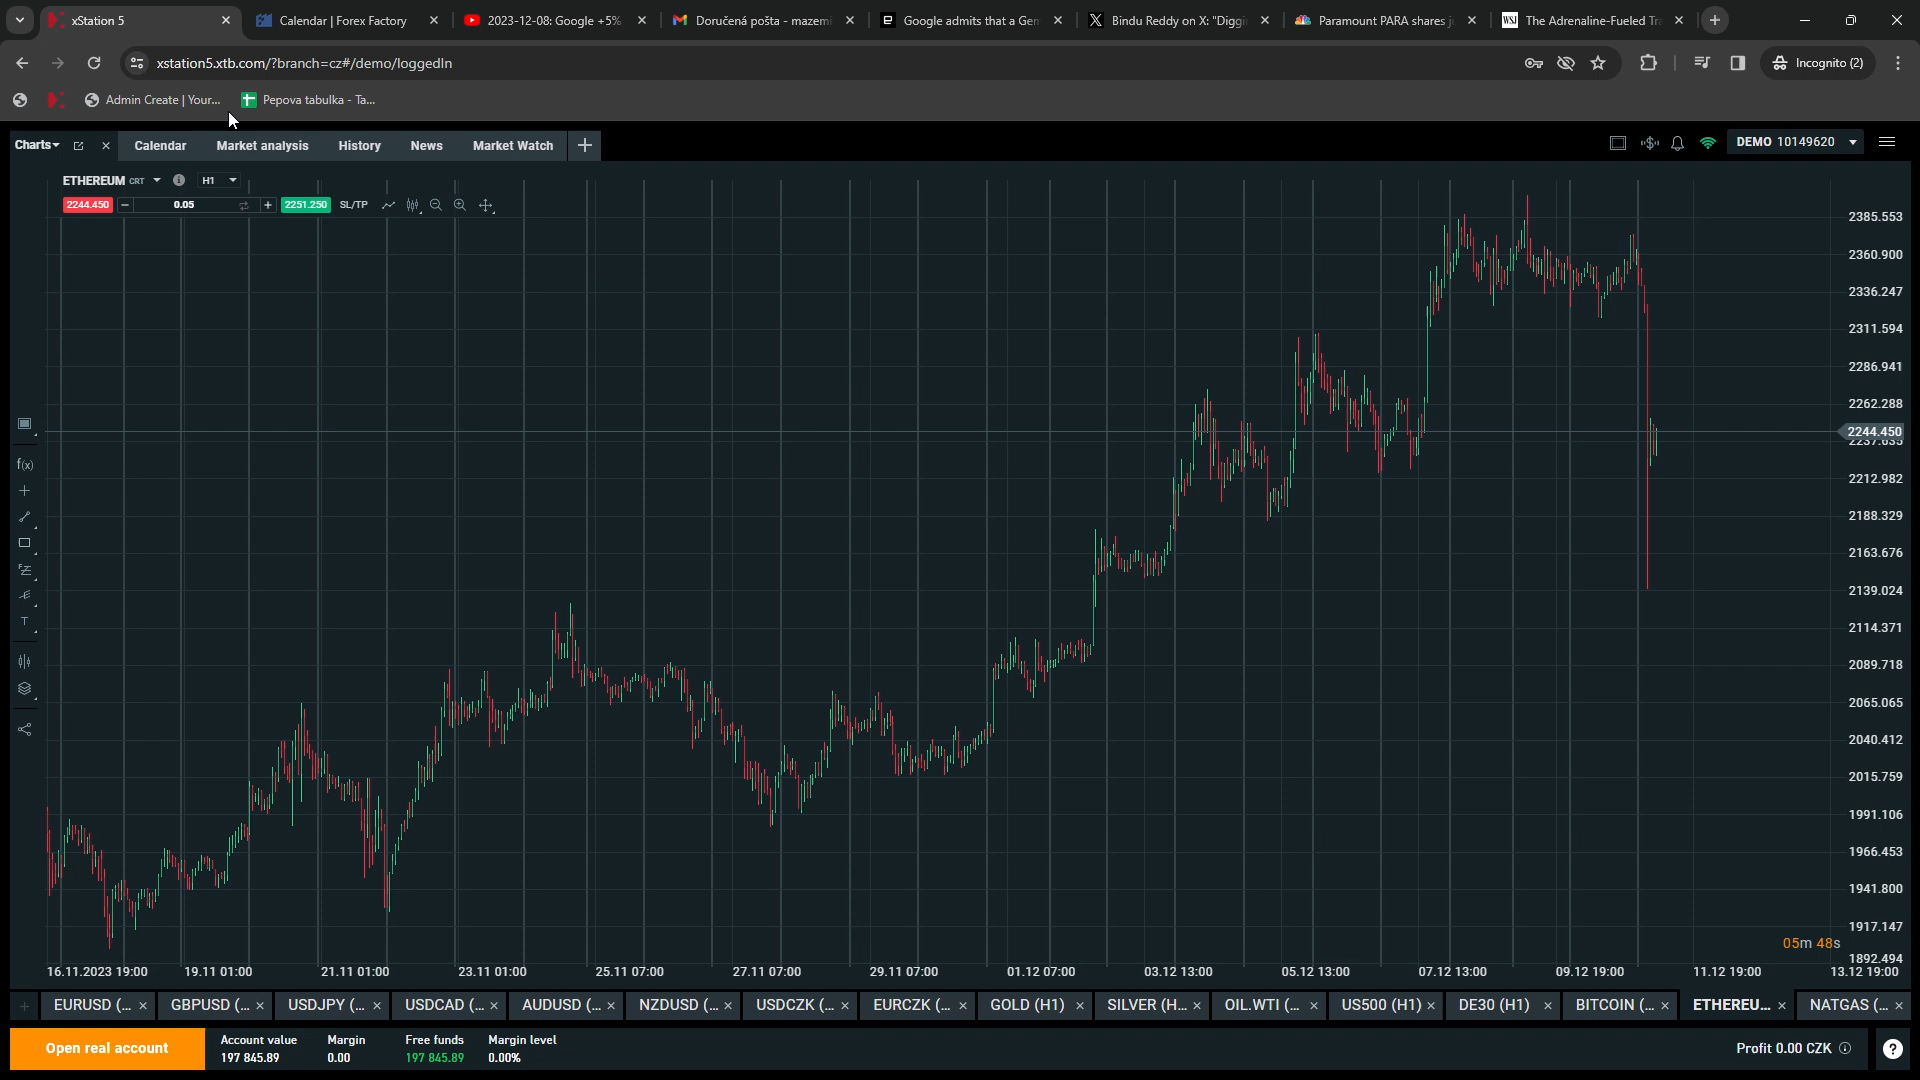 xStation 5
Calendar | Forex Factory
2023-12-08: Google +5%
Doručená pošta - mazemi
Google admits that a Gem
Bindu Reddy on X: "Diggi
Paramount PARA shares j
WSJ
The Adrenaline-Fueled Tra
xstation5.xtb.com/?branch=cz#/demo/loggedIn
Incognito (2)
Admin Create | Your...
Pepova tabulka - Ta...
Charts
Calendar
Market analysis
History
News
Market Watch
DEMO 10149620
ETHEREUM CRT
H1
2244.450
0.05
2251.250
SL/TP
2385.553
2360.900
2336.247
2311.594
2286.941
2262.288
2244.450
2212.982
2188.329
2163.676
2139.024
2114.371
2089.718
2065.065
2040.412
2015.759
1991.106
1966.453
1941.800
1917.147
1892.494
f(x)
T
05m 48s
16.11.2023 19:00
19.11 01:00
21.11 01:00
23.11 01:00
25.11 07:00
27.11 07:00
29.11 07:00
01.12 07:00
03.12 13:00
05.12 13:00
07.12 13:00
09.12 19:00
11.12 19:00
13.12 19:00
EURUSD (...
GBPUSD (...
USDJPY (...
USDCAD (...
AUDUSD (...
NZDUSD (...
USDCZK (...
EURCZK (...
GOLD (H1)
SILVER (H...
OIL.WTI (...
US500 (H1)
DE30 (H1)
BITCOIN (...
ETHEREU...
NATGAS (...
Open real account
Account value
197 845.89
Margin
0.00
Free funds
197 845.89
Margin level
0.00%
Profit 0.00 CZK
?